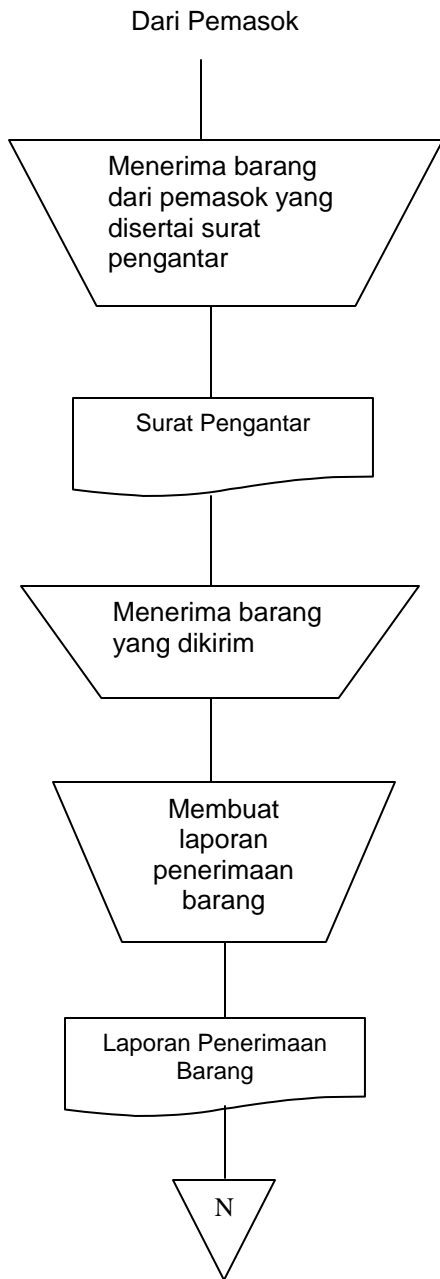 Dari Pemasok
Menerima barang
dari pemasok yang
disertai surat
pengantar
Surat Pengantar
Menerima barang
yang dikirim
Membuat
laporan
penerimaan
barang
Laporan Penerimaan
Barang
N